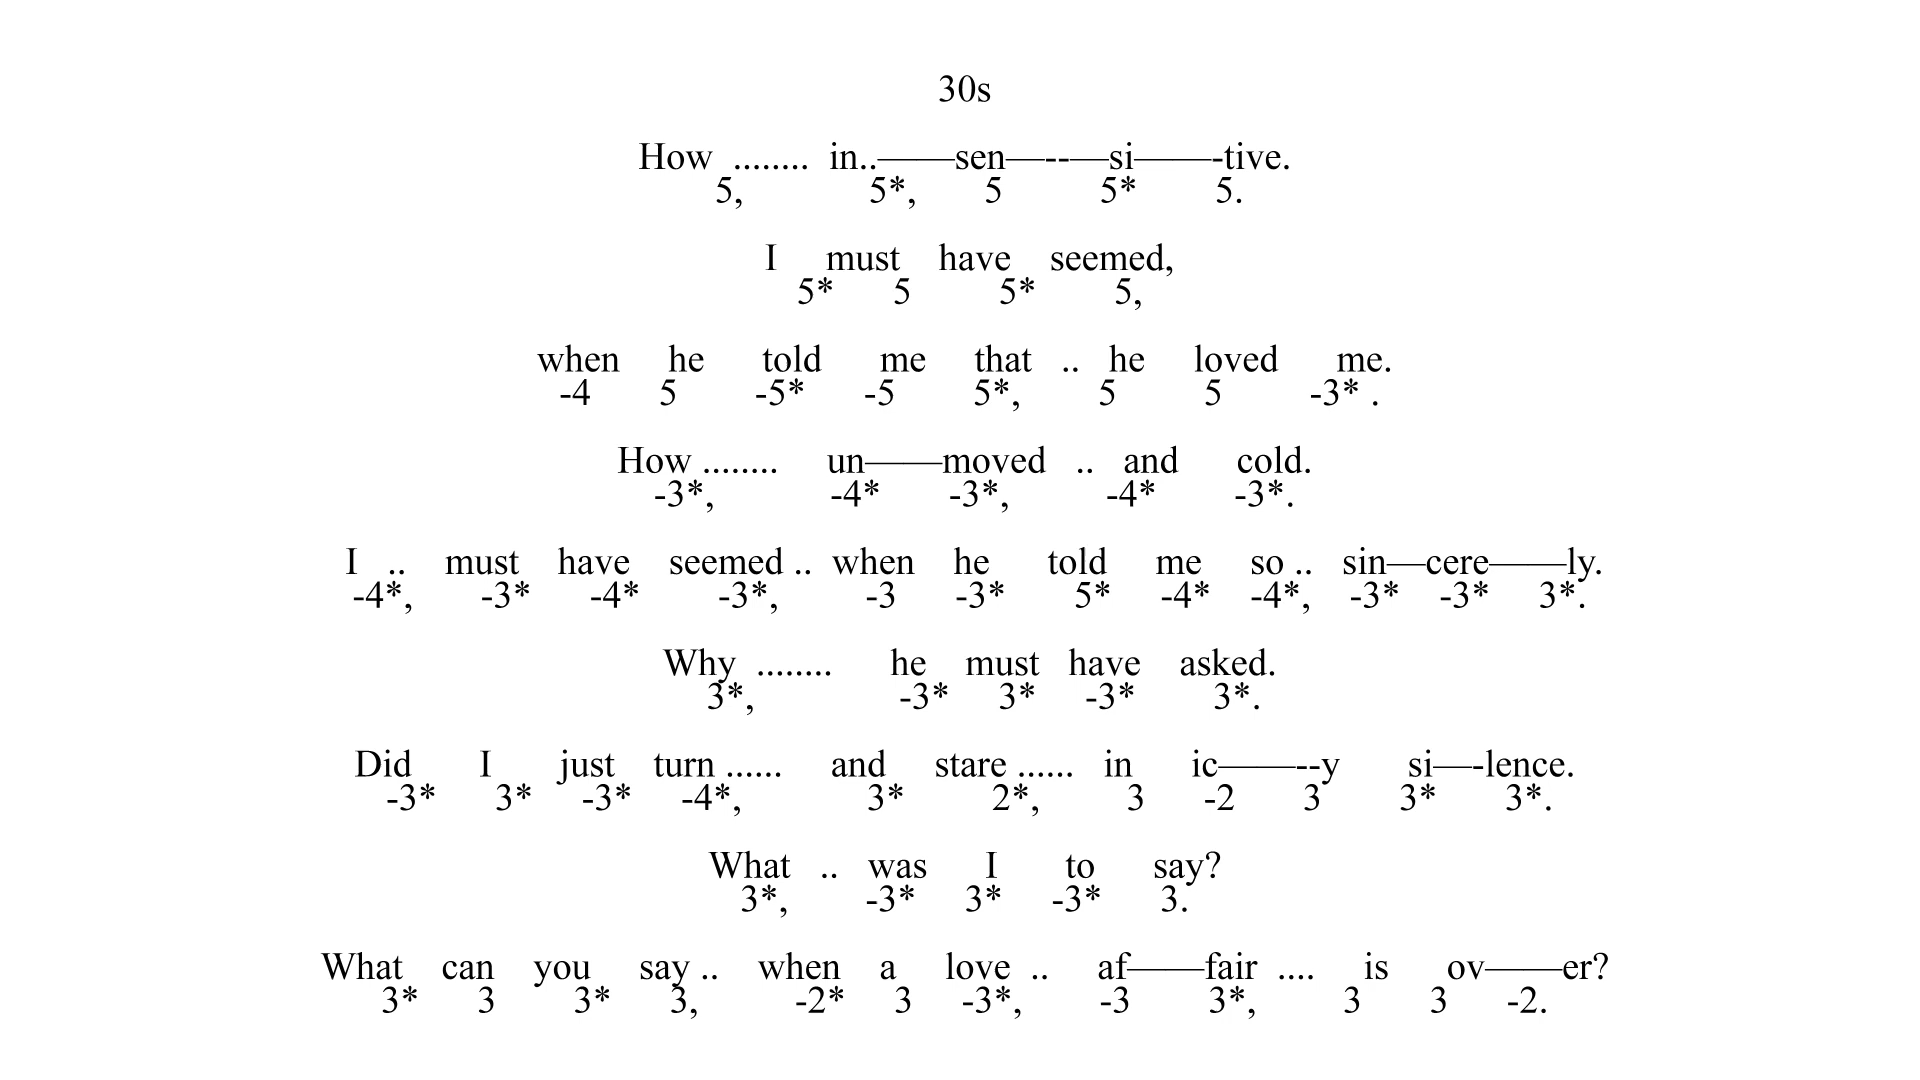 30s
How ........ in..——sen—--—si——-tive.
5, 5*, 5 5* 5.
I must have seemed,
5* 5 5* 5,
when he told me that .. he loved me.
-4 5 -5* -5 5*, 5 5 -3* .
How ........ un——moved .. and cold.
-3*, -4* -3*, -4* -3*.
I .. must have seemed .. when he told me so .. sin—cere——ly.
-4*, -3* -4* -3*, -3 -3* 5* -4* -4*, -3* -3* 3*.
Why ........ he must have asked.
3*, -3* 3* -3* 3*.
Did I just turn ...... and stare ...... in ic——--y si—-lence.
-3* 3* -3* -4*, 3* 2*, 3 -2 3 3* 3*.
What .. was I to say?
3*, -3* 3* -3* 3.
What can you say .. when a love .. af——fair .... is ov——er?
3* 3 3* 3, -2* 3 -3*, -3 3*, 3 3 -2.